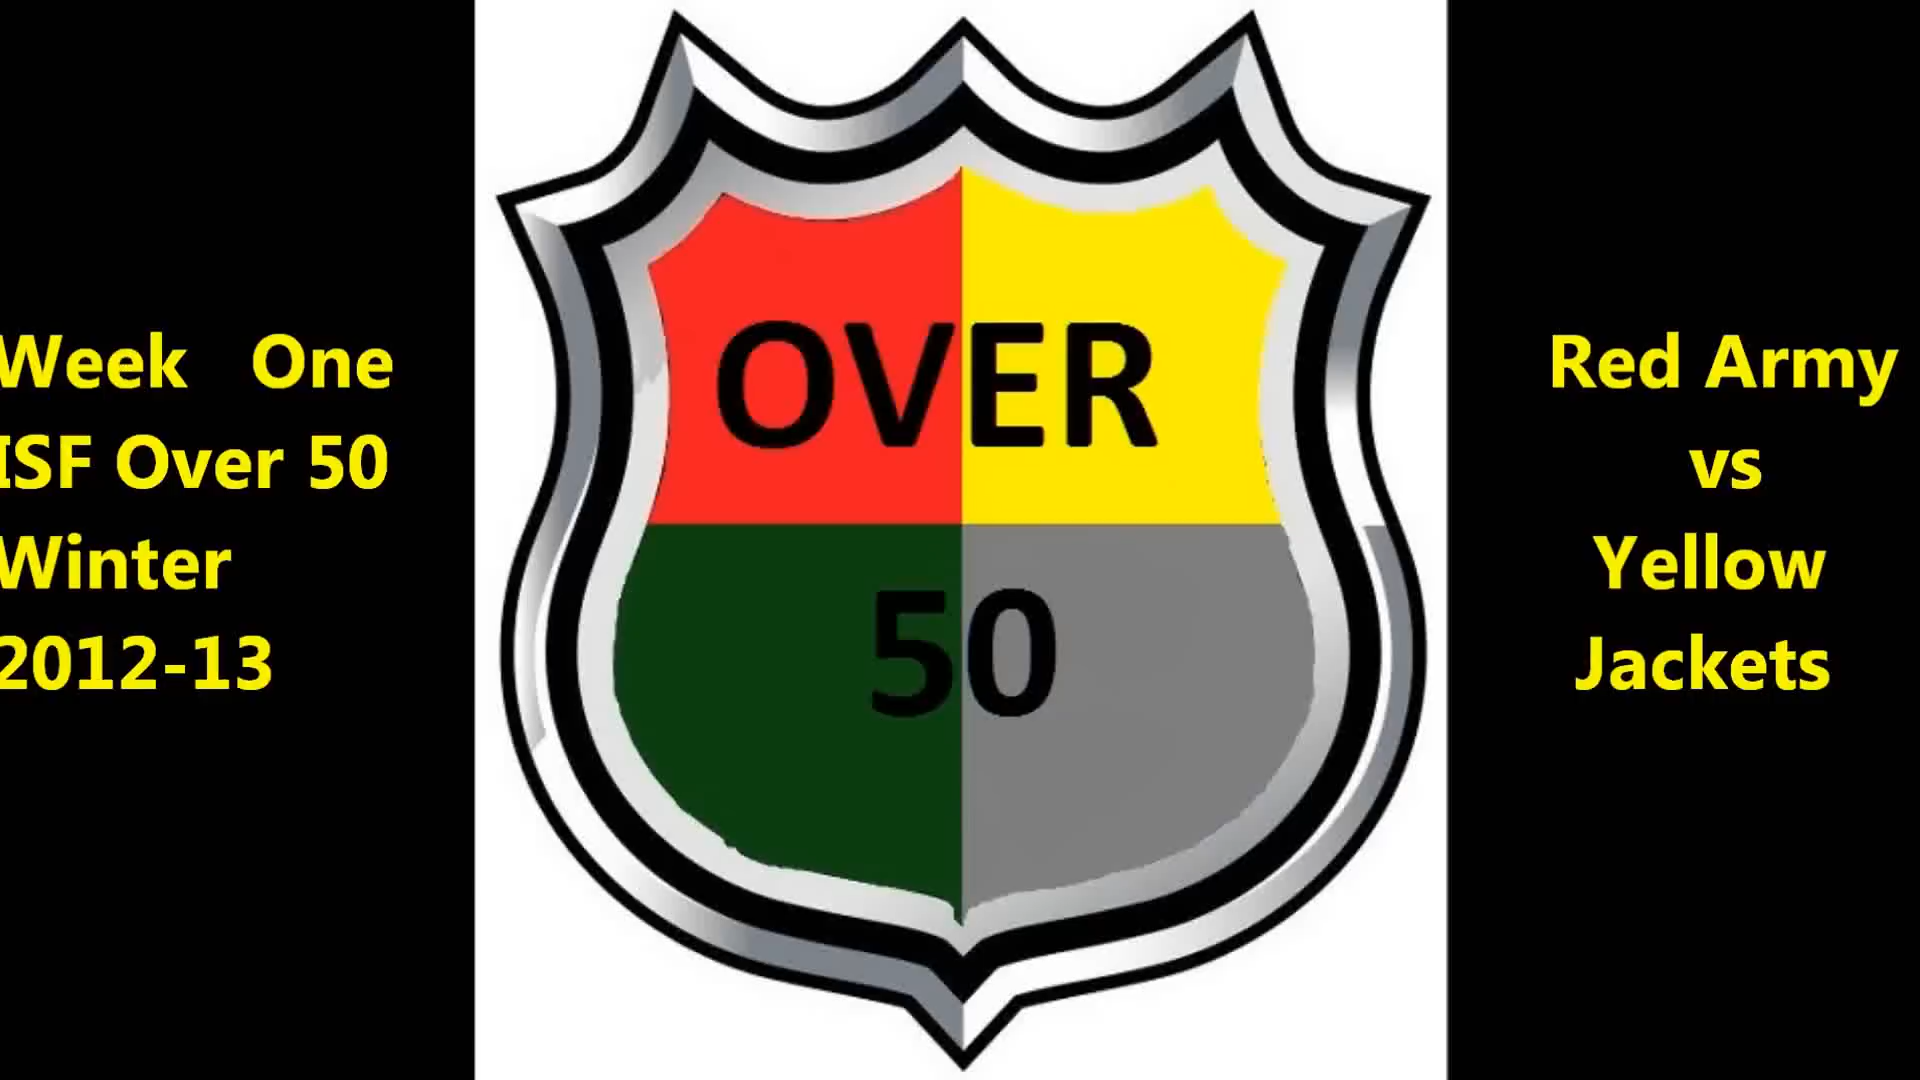 Week One
ISF Over 50
Winter
2012-13
OVER
50
Red Army
vs
Yellow
Jackets